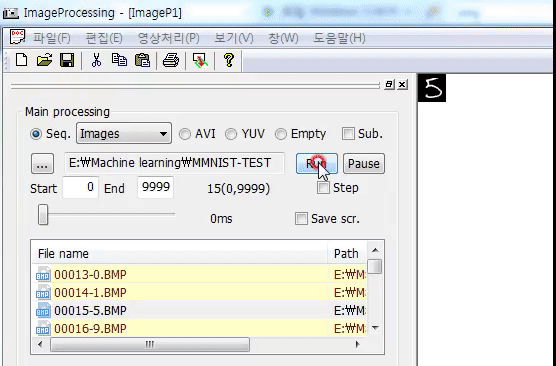 ImageProcessing - [ImageP1]
파일(F) 편집(E) 영상처리(P) 보기(V) 창(W) 도움말(H)
Main processing
Seq. Images AVI YUV Empty Sub.
... E:₩Machine learning₩MMNIST-TEST Run Pause
Start 0 End 9999 15(0,9999) Step
0ms Save scr.
File name Path
00013-0.BMP E:₩M
00014-1.BMP E:₩M
00015-5.BMP E:₩M
00016-9.BMP E:₩M
5